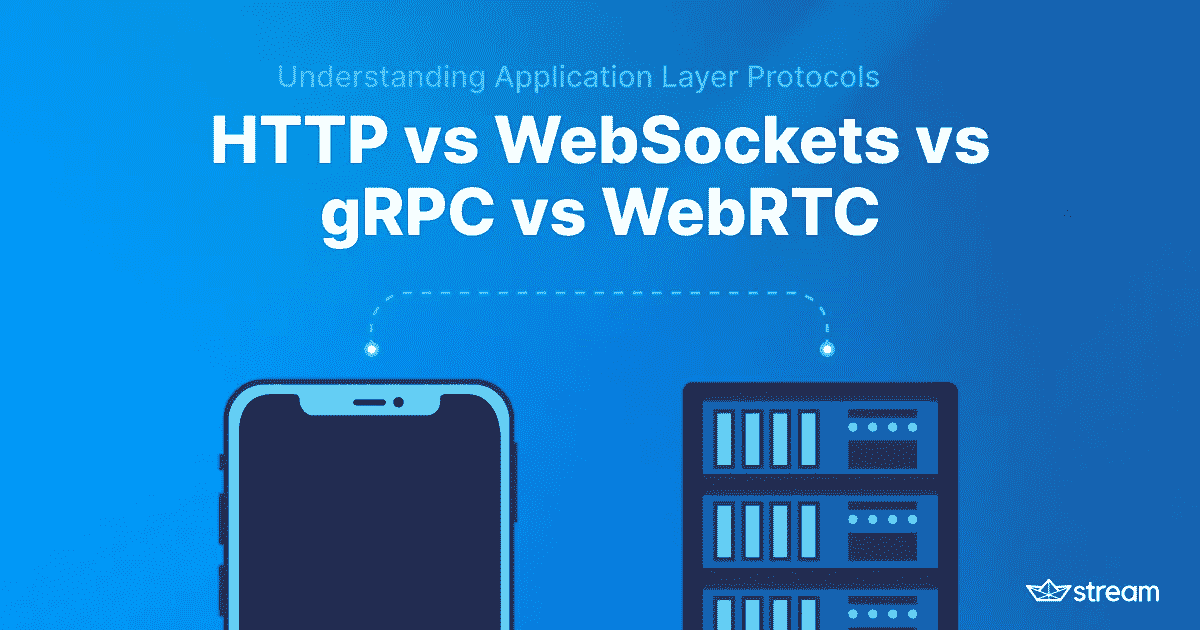 Understanding Application Layer Protocols
HTTP vs WebSockets vs
gRPC vs WebRTC
stream